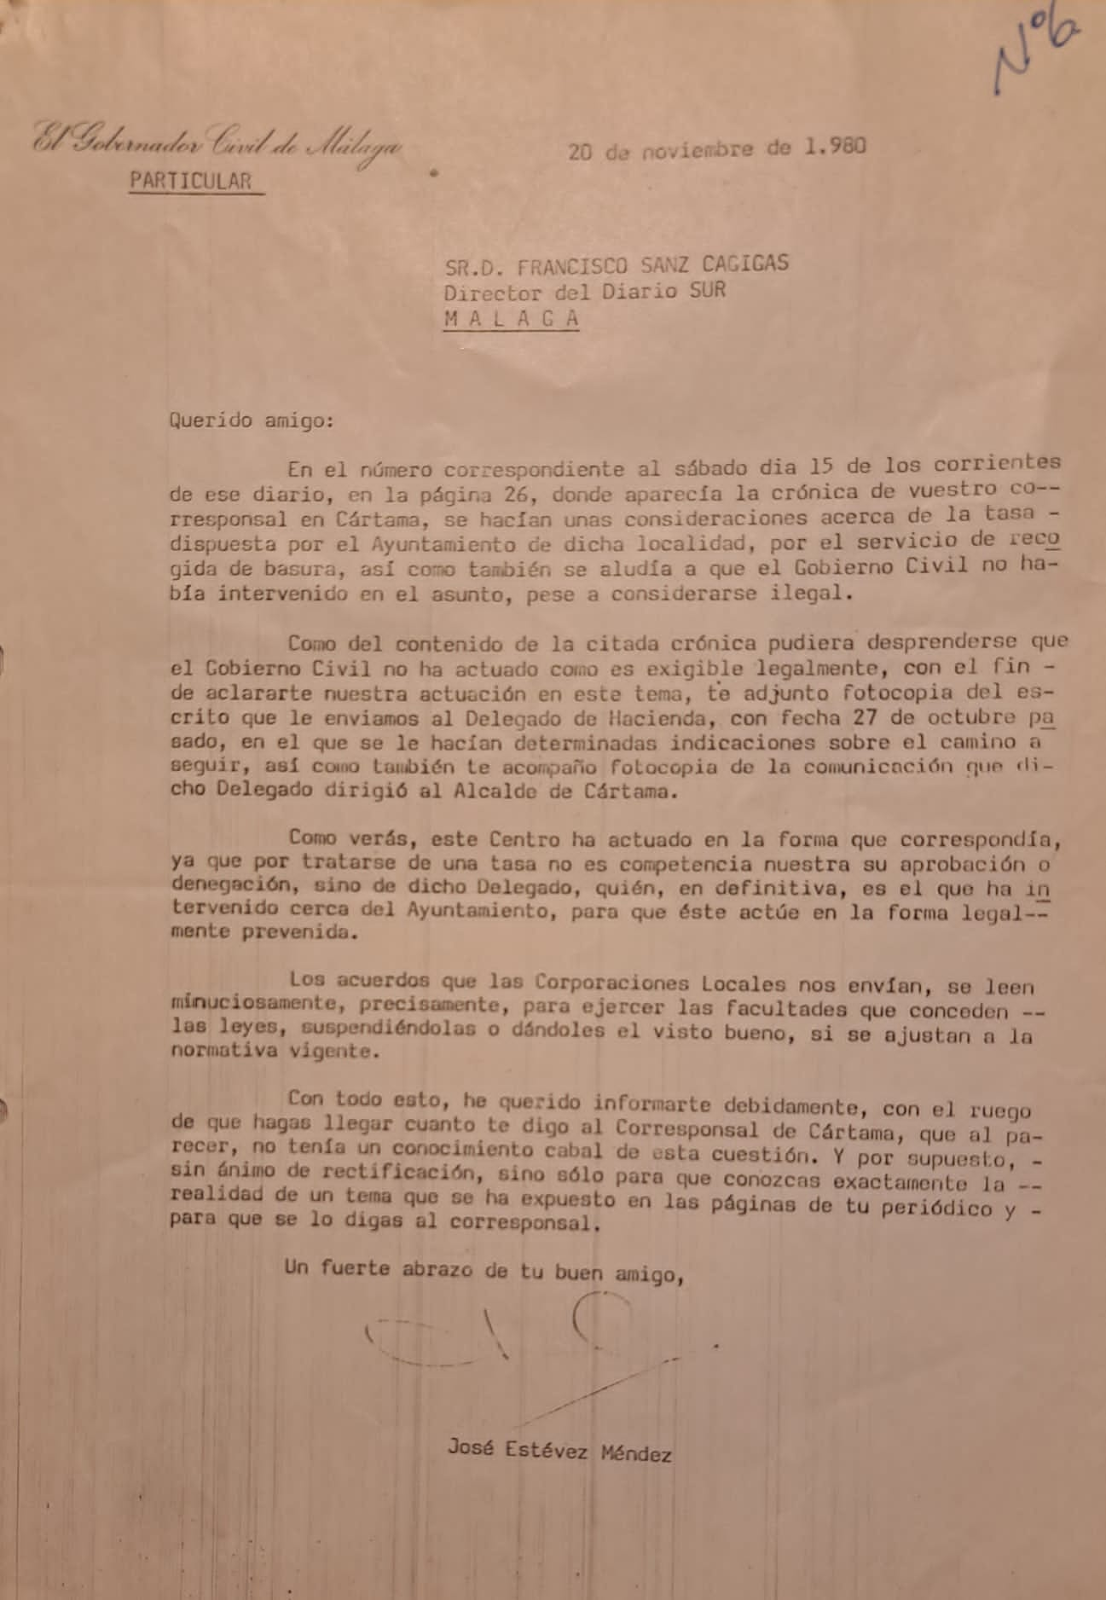 Nº6
El Gobernador Civil de Málaga
20 de noviembre de 1.980
PARTICULAR
SR.D. FRANCISCO SANZ CAGIGAS
Director del Diario SUR
M A L A G A
Querido amigo:
En el número correspondiente al sábado dia 15 de los corrientes
de ese diario, en la página 26, donde aparecía la crónica de vuestro co--
rresponsal en Cártama, se hacían unas consideraciones acerca de la tasa -
dispuesta por el Ayuntamiento de dicha localidad, por el servicio de reco
gida de basura, así como también se aludía a que el Gobierno Civil no ha-
bía intervenido en el asunto, pese a considerarse ilegal.
Como del contenido de la citada crónica pudiera desprenderse que
el Gobierno Civil no ha actuado como es exigible legalmente, con el fin -
de aclararte nuestra actuación en este tema, te adjunto fotocopia del es-
crito que le enviamos al Delegado de Hacienda, con fecha 27 de octubre pa
sado, en el que se le hacían determinadas indicaciones sobre el camino a
seguir, así como también te acompaño fotocopia de la comunicación que di-
cho Delegado dirigió al Alcalde de Cártama.
Como verás, este Centro ha actuado en la forma que correspondía,
ya que por tratarse de una tasa no es competencia nuestra su aprobación o
denegación, sino de dicho Delegado, quién, en definitiva, es el que ha in
tervenido cerca del Ayuntamiento, para que éste actúe en la forma legal--
mente prevenida.
Los acuerdos que las Corporaciones Locales nos envían, se leen
minuciosamente, precisamente, para ejercer las facultades que conceden --
las leyes, suspendiéndolas o dándoles el visto bueno, si se ajustan a la
normativa vigente.
Con todo esto, he querido informarte debidamente, con el ruego
de que hagas llegar cuanto te digo al Corresponsal de Cártama, que al pa-
recer, no tenía un conocimiento cabal de esta cuestión. Y por supuesto, -
sin ánimo de rectificación, sino sólo para que conozcas exactamente la --
realidad de un tema que se ha expuesto en las páginas de tu periódico y -
para que se lo digas al corresponsal.
Un fuerte abrazo de tu buen amigo,
José Estévez Méndez